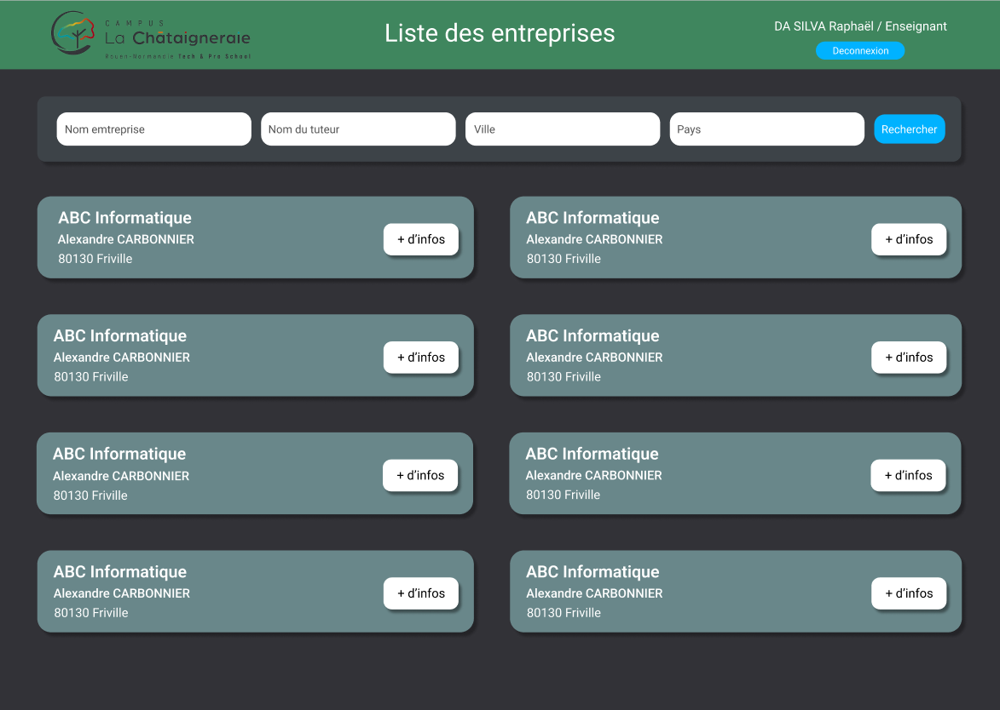 CAMPUS
La Châtaigneraie
Rouen-Normandie Tech & Pro School
Liste des entreprises
DA SILVA Raphaël / Enseignant
Deconnexion
Nom emtreprise
Nom du tuteur
Ville
Pays
Rechercher
ABC Informatique
Alexandre CARBONNIER
80130 Friville
+ d’infos
ABC Informatique
Alexandre CARBONNIER
80130 Friville
+ d’infos
ABC Informatique
Alexandre CARBONNIER
80130 Friville
+ d’infos
ABC Informatique
Alexandre CARBONNIER
80130 Friville
+ d’infos
ABC Informatique
Alexandre CARBONNIER
80130 Friville
+ d’infos
ABC Informatique
Alexandre CARBONNIER
80130 Friville
+ d’infos
ABC Informatique
Alexandre CARBONNIER
80130 Friville
+ d’infos
ABC Informatique
Alexandre CARBONNIER
80130 Friville
+ d’infos